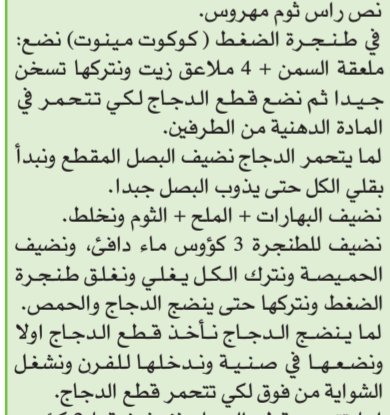 نص راس ثوم مهروس.
في طنجرة الضغط ( كوكوت مينوت) نضع:
ملعقة السمن + 4 ملاعق زيت ونتركها تسخن
جيدا ثم نضع قطع الدجاج لكي تتحمر في
المادة الدهنية من الطرفين.
لما يتحمر الدجاج نضيف البصل المقطع ونبدأ
بقلي الكل حتى يذوب البصل جبدا.
نضيف البهارات + الملح + الثوم ونخلط.
نضيف للطنجرة 3 كؤوس ماء دافئ، ونضيف
الحميصة ونترك الكل يغلي ونغلق طنجرة
الضغط ونتركها حتى ينضج الدجاج والحمص.
لما ينضج الدجاج نأخذ قطع الدجاج اولا
ونضعها في صنية وندخلها للفرن ونشغل
الشواية من فوق لكي تتحمر قطع الدجاج.